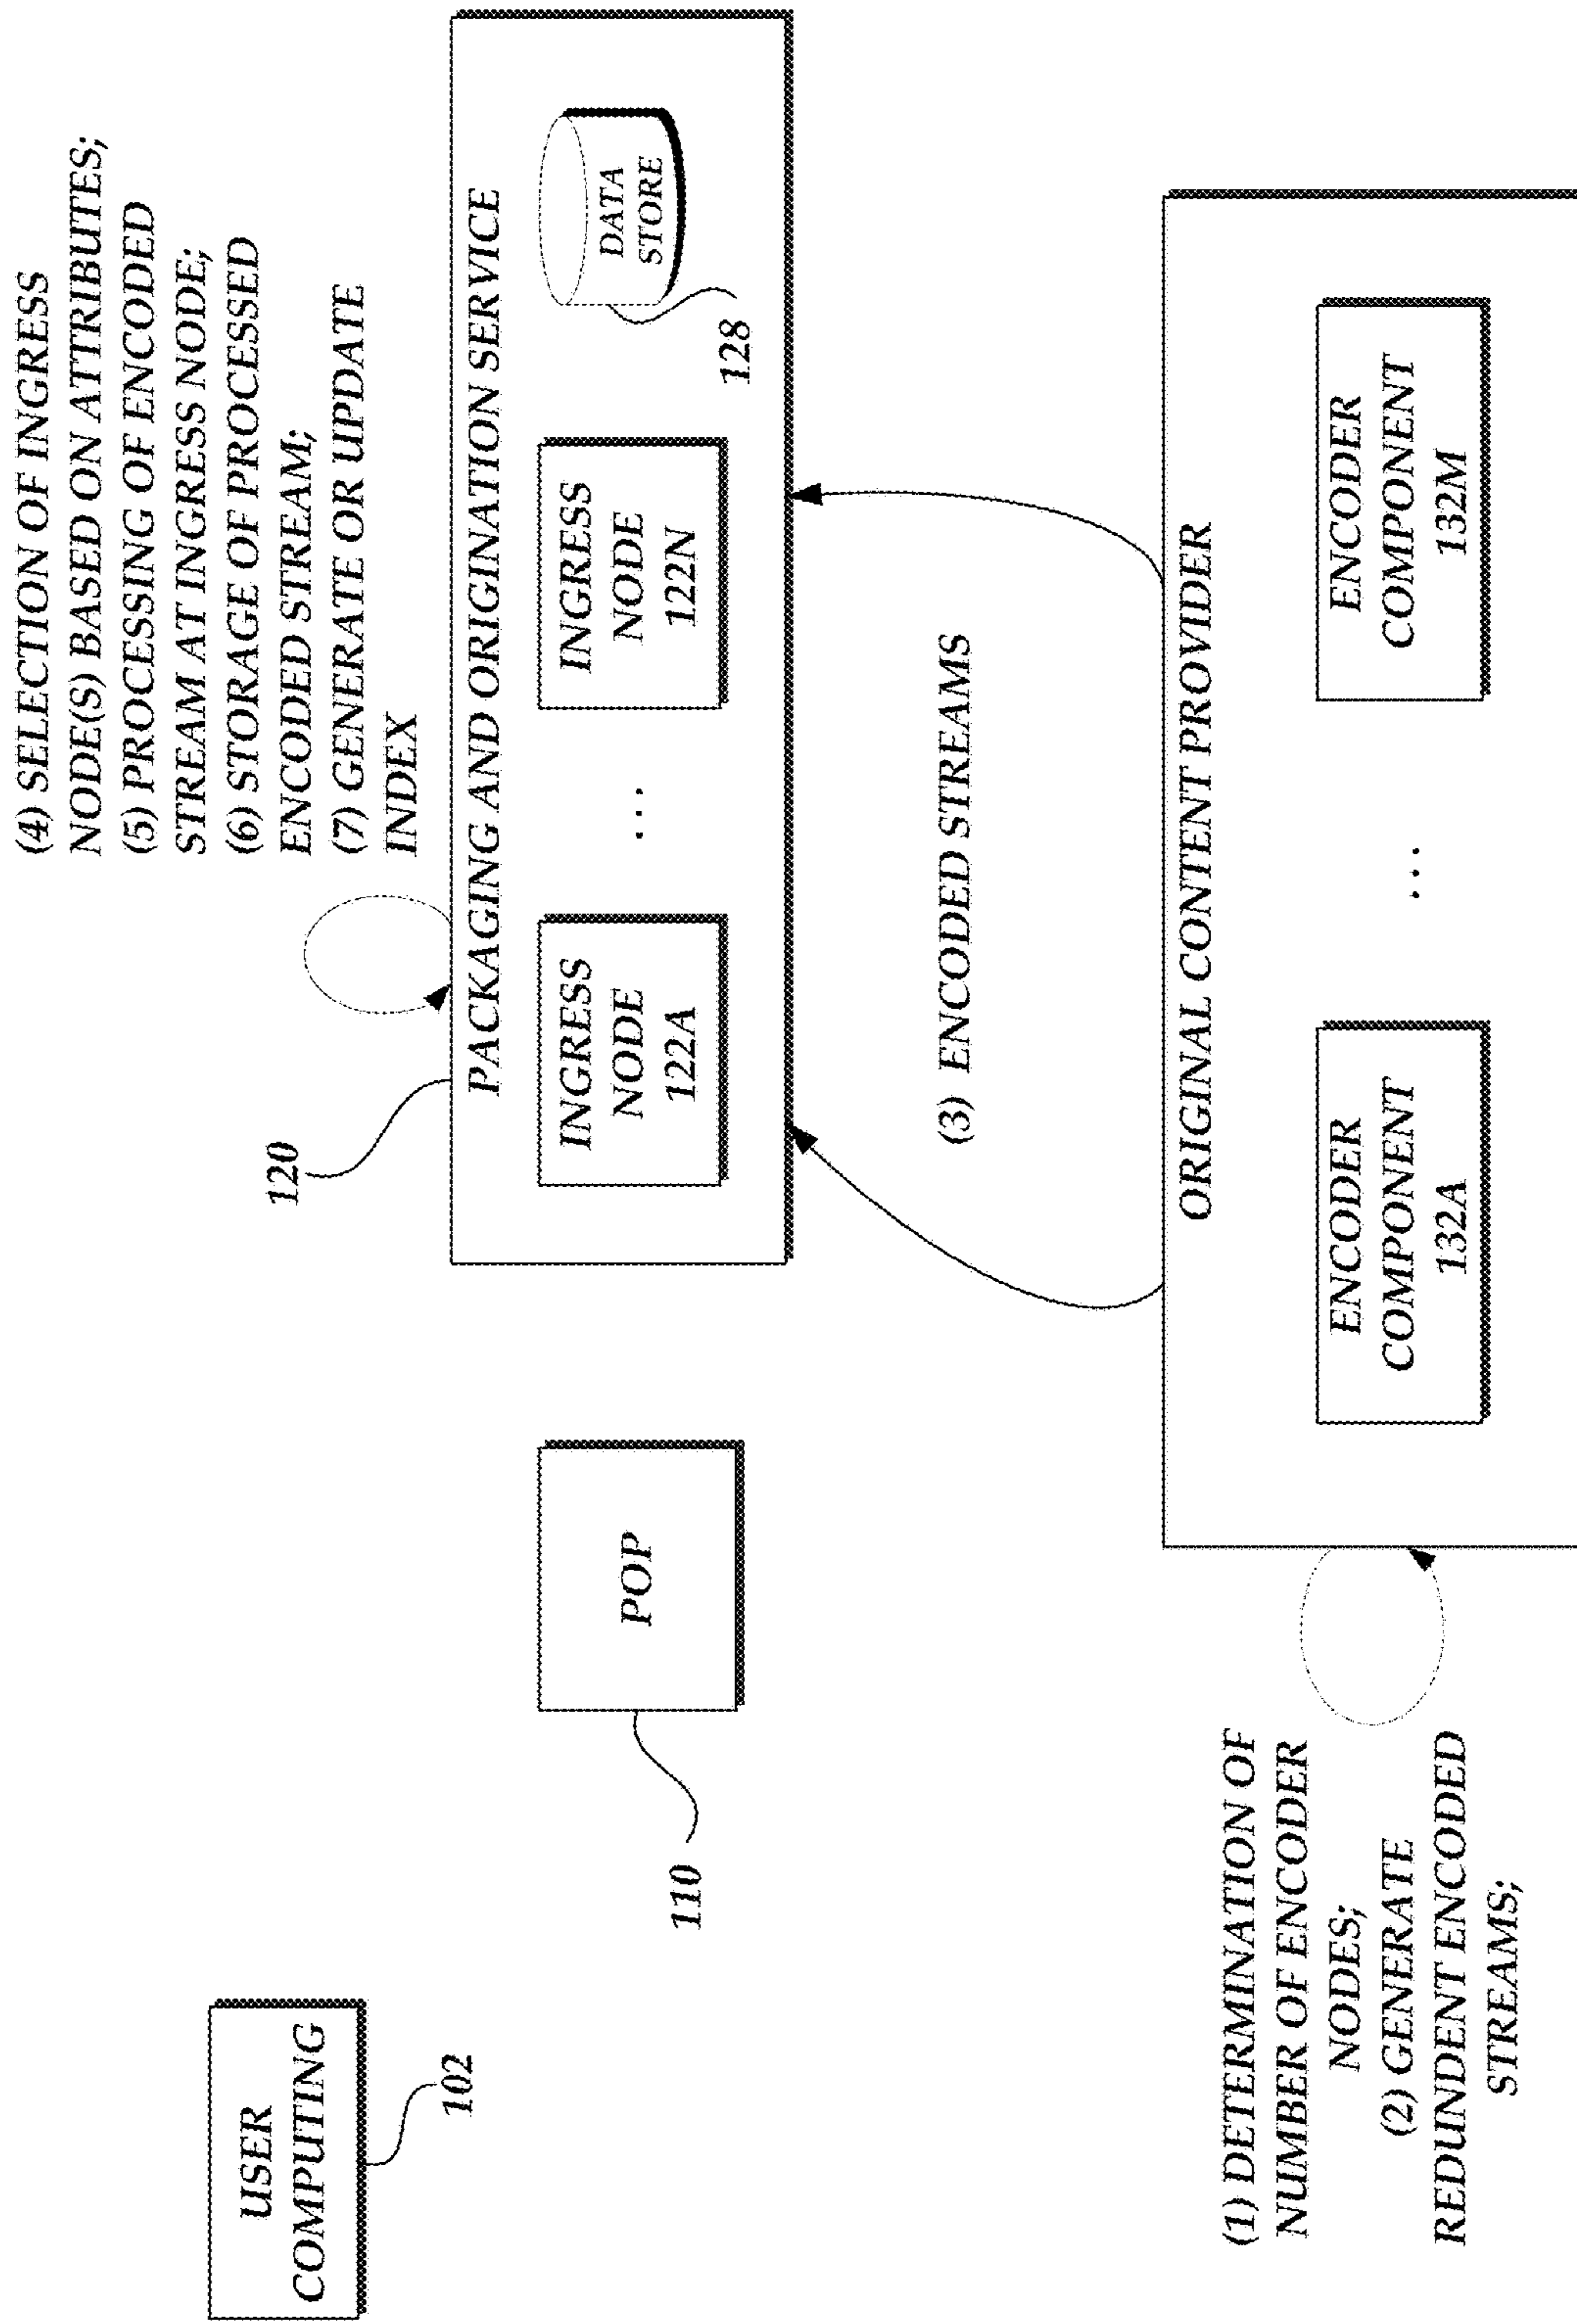 USER
COMPUTING
102
POP
110
120
(4) SELECTION OF INGRESS
NODE(S) BASED ON ATTRIBUTES;
(5) PROCESSING OF ENCODED
STREAM AT INGRESS NODE;
(6) STORAGE OF PROCESSED
ENCODED STREAM;
(7) GENERATE OR UPDATE
INDEX
PACKAGING AND ORIGINATION SERVICE
INGRESS
NODE
122A
...
INGRESS
NODE
122N
DATA
STORE
128
(3) ENCODED STREAMS
(1) DETERMINATION OF
NUMBER OF ENCODER
NODES;
(2) GENERATE
REDUNDENT ENCODED
STREAMS;
ORIGINAL CONTENT PROVIDER
ENCODER
COMPONENT
132A
...
ENCODER
COMPONENT
132M